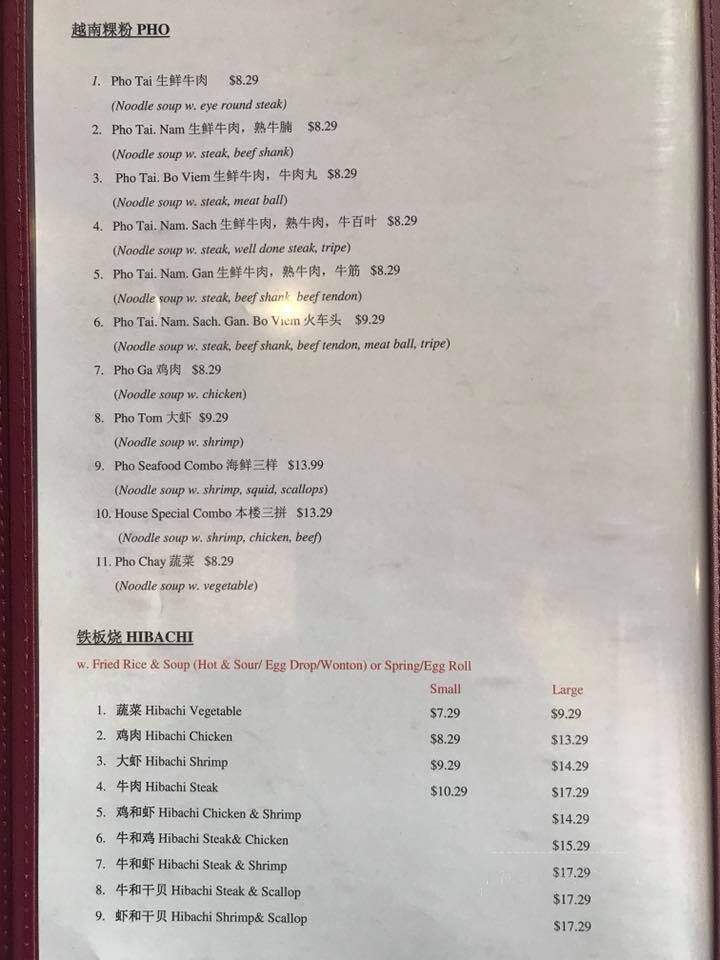 越南粿粉 PHO
1. Pho Tai 生鲜牛肉 $8.29
(Noodle soup w. eye round steak)
2. Pho Tai. Nam 生鲜牛肉，熟牛腩 $8.29
(Noodle soup w. steak, beef shank)
3. Pho Tai. Bo Viem 生鲜牛肉，牛肉丸 $8.29
(Noodle soup w. steak, meat ball)
4. Pho Tai. Nam. Sach 生鲜牛肉，熟牛肉，牛百叶 $8.29
(Noodle soup w. steak, well done steak, tripe)
5. Pho Tai. Nam. Gan 生鲜牛肉，熟牛肉，牛筋 $8.29
(Noodle soup w. steak, beef shank, beef tendon)
6. Pho Tai. Nam. Sach. Gan. Bo Viem 火车头 $9.29
(Noodle soup w. steak, beef shank, beef tendon, meat ball, tripe)
7. Pho Ga 鸡肉 $8.29
(Noodle soup w. chicken)
8. Pho Tom 大虾 $9.29
(Noodle soup w. shrimp)
9. Pho Seafood Combo 海鲜三样 $13.99
(Noodle soup w. shrimp, squid, scallops)
10. House Special Combo 本楼三拼 $13.29
(Noodle soup w. shrimp, chicken, beef)
11. Pho Chay 蔬菜 $8.29
(Noodle soup w. vegetable)
铁板烧 HIBACHI
w. Fried Rice & Soup (Hot & Sour/ Egg Drop/Wonton) or Spring/Egg Roll
Small Large
1. 蔬菜 Hibachi Vegetable $7.29 $9.29
2. 鸡肉 Hibachi Chicken $8.29 $13.29
3. 大虾 Hibachi Shrimp $9.29 $14.29
4. 牛肉 Hibachi Steak $10.29 $17.29
5. 鸡和虾 Hibachi Chicken & Shrimp $14.29
6. 牛和鸡 Hibachi Steak& Chicken $15.29
7. 牛和虾 Hibachi Steak & Shrimp $17.29
8. 牛和干贝 Hibachi Steak & Scallop $17.29
9. 虾和干贝 Hibachi Shrimp& Scallop $17.29